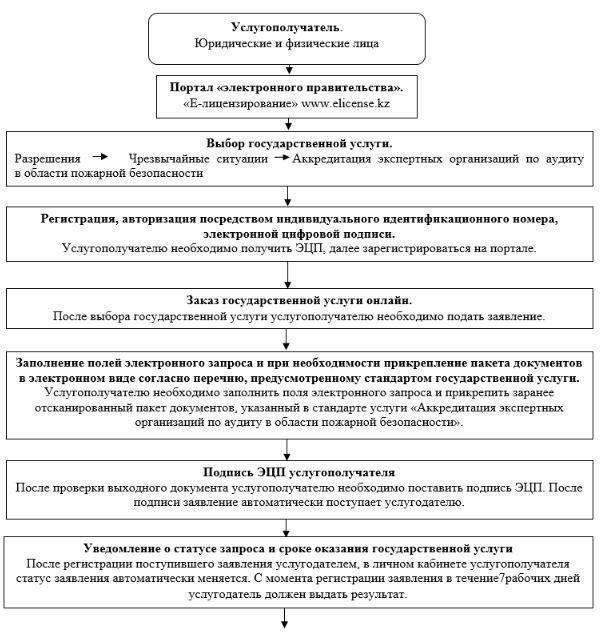 Услугополучатель.
Юридические и физические лица
Портал «электронного правительства».
«Е-лицензирование» www.elicense.kz
Выбор государственной услуги.
Разрешения → Чрезвычайные ситуации → Аккредитация экспертных организаций по аудиту
в области пожарной безопасности
Регистрация, авторизация посредством индивидуального идентификационного номера,
электронной цифровой подписи.
Услугополучателю необходимо получить ЭЦП, далее зарегистрироваться на портале.
Заказ государственной услуги онлайн.
После выбора государственной услуги услугополучателю необходимо подать заявление.
Заполнение полей электронного запроса и при необходимости прикрепление пакета документов
в электронном виде согласно перечню, предусмотренному стандартом государственной услуги.
Услугополучателю необходимо заполнить поля электронного запроса и прикрепить заранее
отсканированный пакет документов, указанный в стандарте услуги «Аккредитация экспертных
организаций по аудиту в области пожарной безопасности».
Подпись ЭЦП услугополучателя
После проверки выходного документа услугополучателю необходимо поставить подпись ЭЦП. После
подписи заявление автоматически поступает услугодателю.
Уведомление о статусе запроса и сроке оказания государственной услуги
После регистрации поступившего заявления услугодателем, в личном кабинете услугополучателя
статус заявления автоматически меняется. С момента регистрации заявления в течение7рабочих дней
услугодатель должен выдать результат.